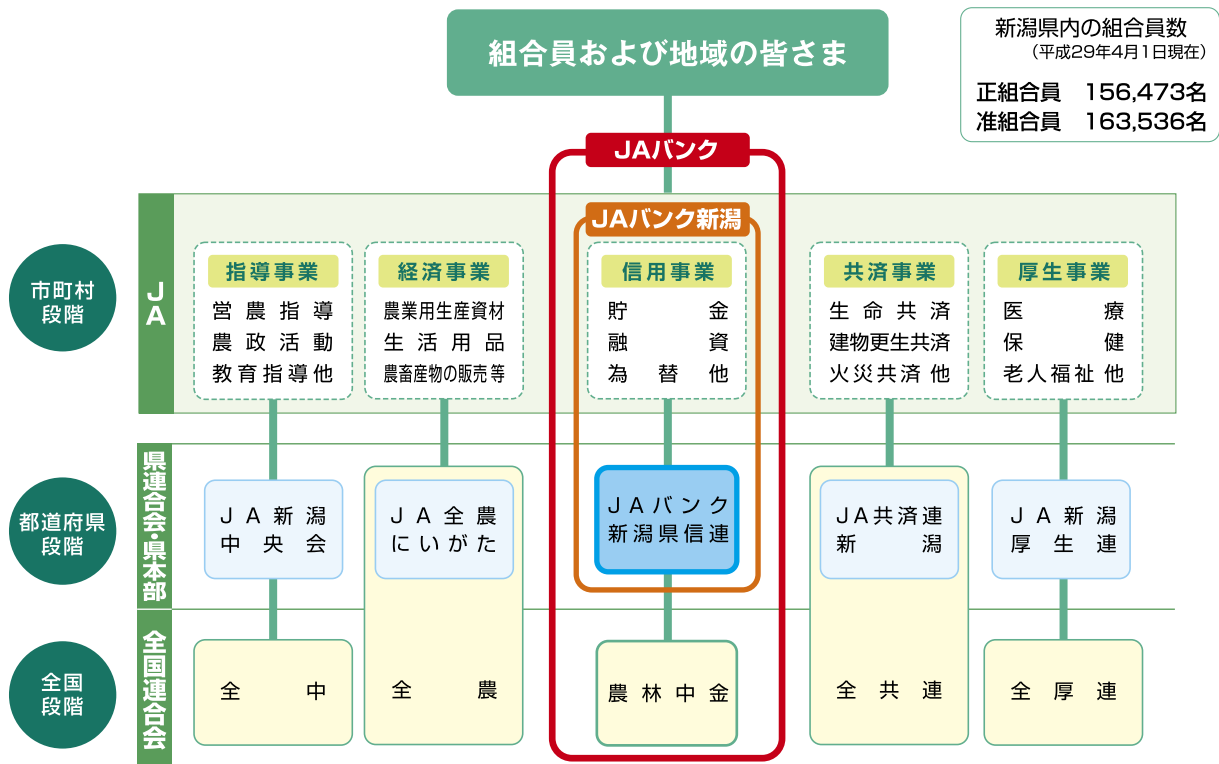 組合員および地域の皆さま
新潟県内の組合員数
(平成29年4月1日現在)
正組合員 156,473名
准組合員 163,536名
JAバンク
JAバンク新潟
市町村
段階
JA
指導事業
営農指導
農政活動
教育指導他
経済事業
農業用生産資材
生活用品
農畜産物の販売等
信用事業
貯金
融資
為替他
共済事業
生命共済
建物更生共済
火災共済他
厚生事業
医療
保健
老人福祉他
都道府県
段階
県連合会・県本部
JA新潟
中央会
JA全農
にいがた
JAバンク
新潟県信連
JA共済連
新潟
JA新潟
厚生連
全国
段階
全国連合会
全中
全農
農林中金
全共連
全厚連